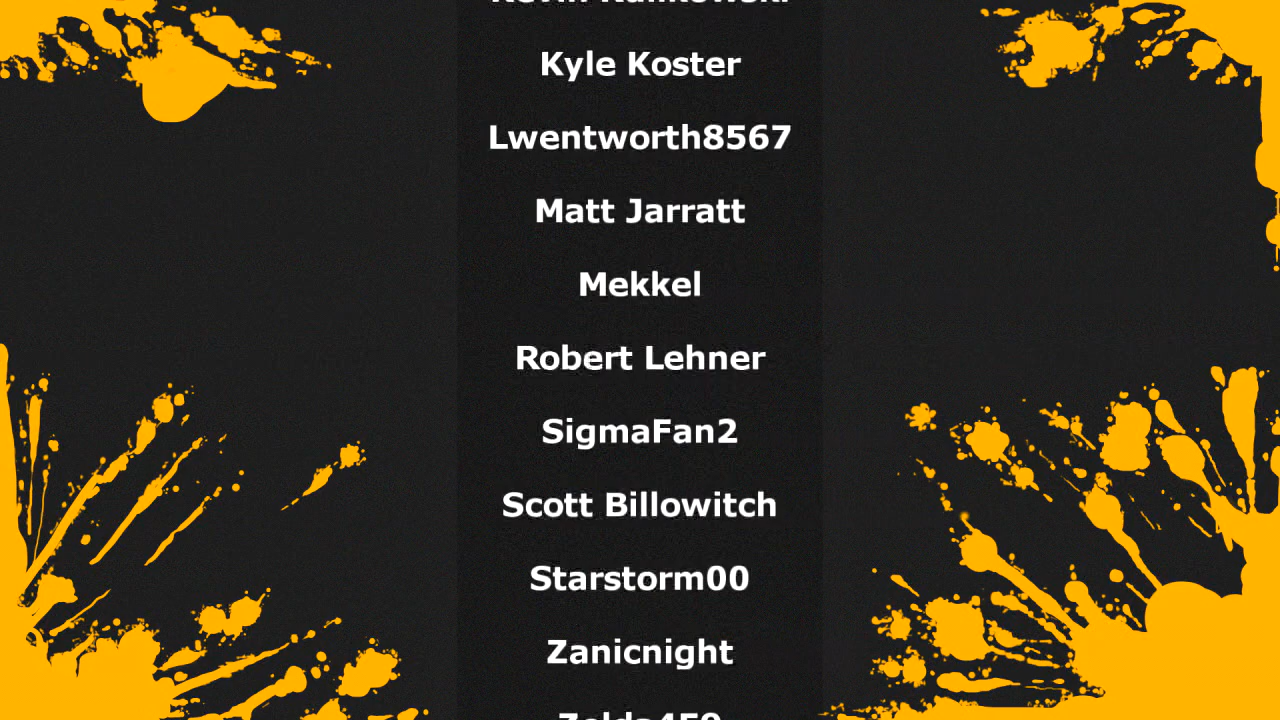 Kyle Koster
Lwentworth8567
Matt Jarratt
Mekkel
Robert Lehner
SigmaFan2
Scott Billowitch
Starstorm00
Zanicnight